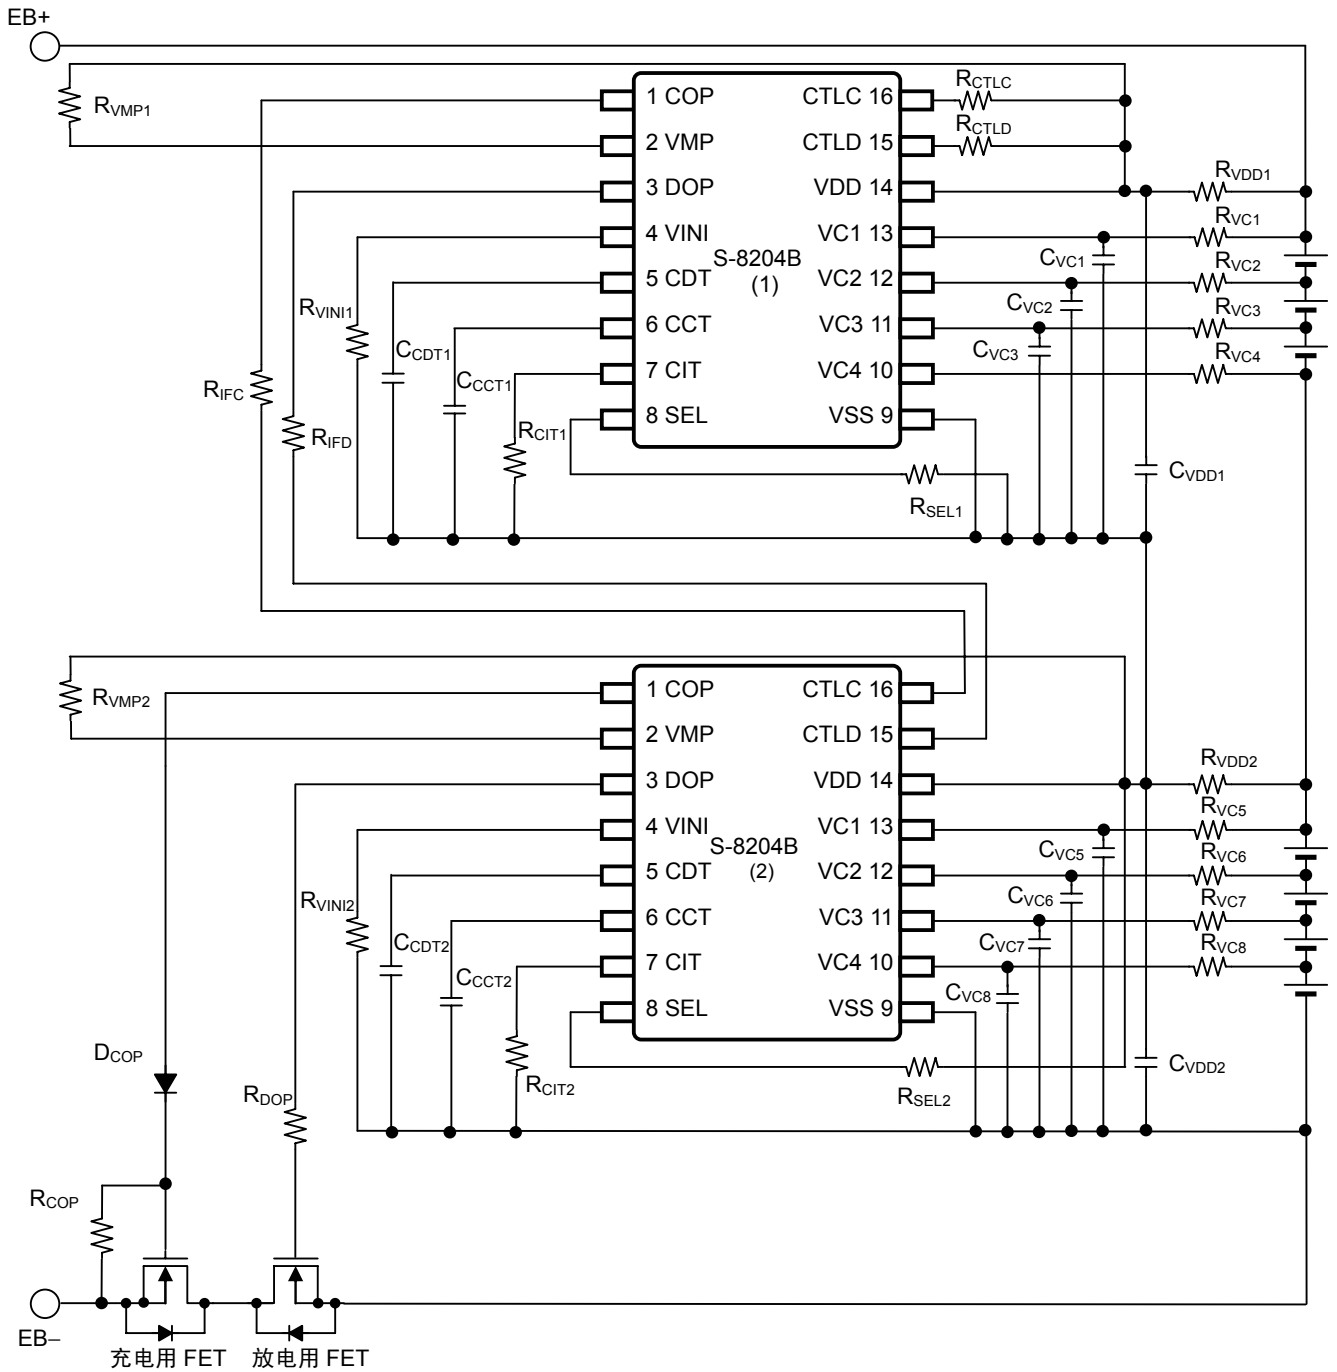 EB+
RVMP1
1 COP
2 VMP
3 DOP
4 VINI
5 CDT
6 CCT
7 CIT
8 SEL
S-8204B
(1)
CTLC 16
CTLD 15
VDD 14
VC1 13
VC2 12
VC3 11
VC4 10
VSS 9
RCTLC
RCTLD
RVDD1
RVC1
RVC2
RVC3
RVC4
CVC1
CVC2
CVC3
CVDD1
RVINI1
CCDT1
CCCT1
RCIT1
RSEL1
RIFC
RIFD
RVMP2
1 COP
2 VMP
3 DOP
4 VINI
5 CDT
6 CCT
7 CIT
8 SEL
S-8204B
(2)
CTLC 16
CTLD 15
VDD 14
VC1 13
VC2 12
VC3 11
VC4 10
VSS 9
RVDD2
RVC5
RVC6
RVC7
RVC8
CVC5
CVC6
CVC7
CVC8
CVDD2
RVINI2
CCDT2
CCCT2
RCIT2
RSEL2
DCOP
RDOP
RCOP
EB−
充电用 FET
放电用 FET